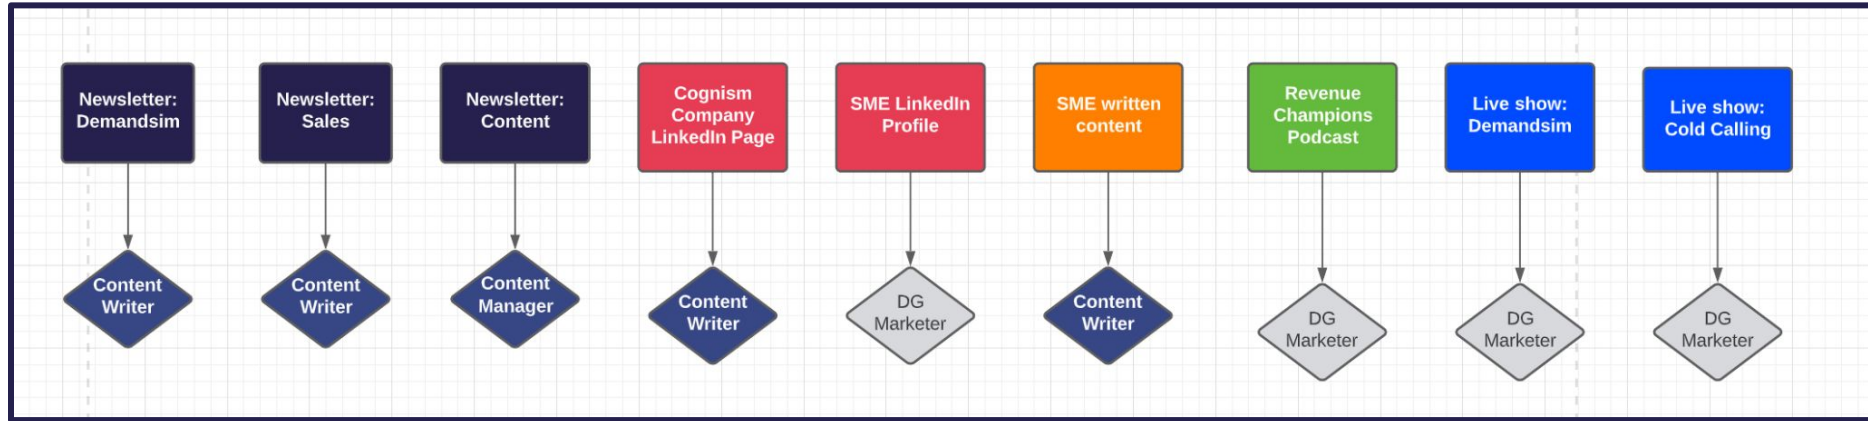 Newsletter:
Demandsim
Newsletter:
Sales
Newsletter:
Content
Cognism
Company
LinkedIn Page
SME LinkedIn
Profile
SME written
content
Revenue
Champions
Podcast
Live show:
Demandsim
Live show:
Cold Calling
Content
Writer
Content
Writer
Content
Manager
Content
Writer
DG
Marketer
Content
Writer
DG
Marketer
DG
Marketer
DG
Marketer